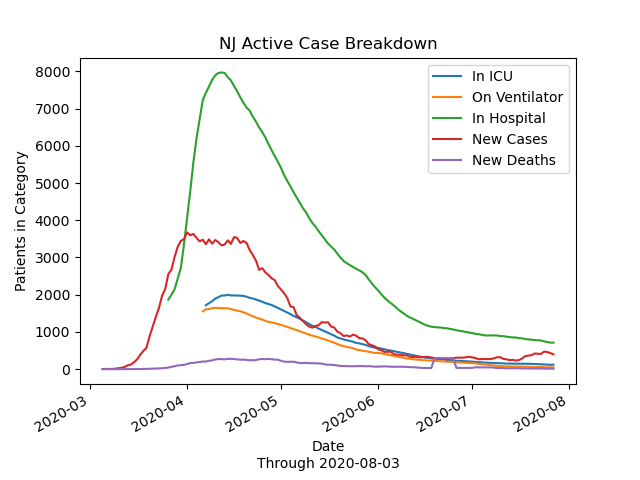 NJ Active Case Breakdown
In ICU
On Ventilator
In Hospital
New Cases
New Deaths
Patients in Category
8000
7000
6000
5000
4000
3000
2000
1000
0
2020-03
2020-04
2020-05
2020-06
2020-07
2020-08
Date
Through 2020-08-03